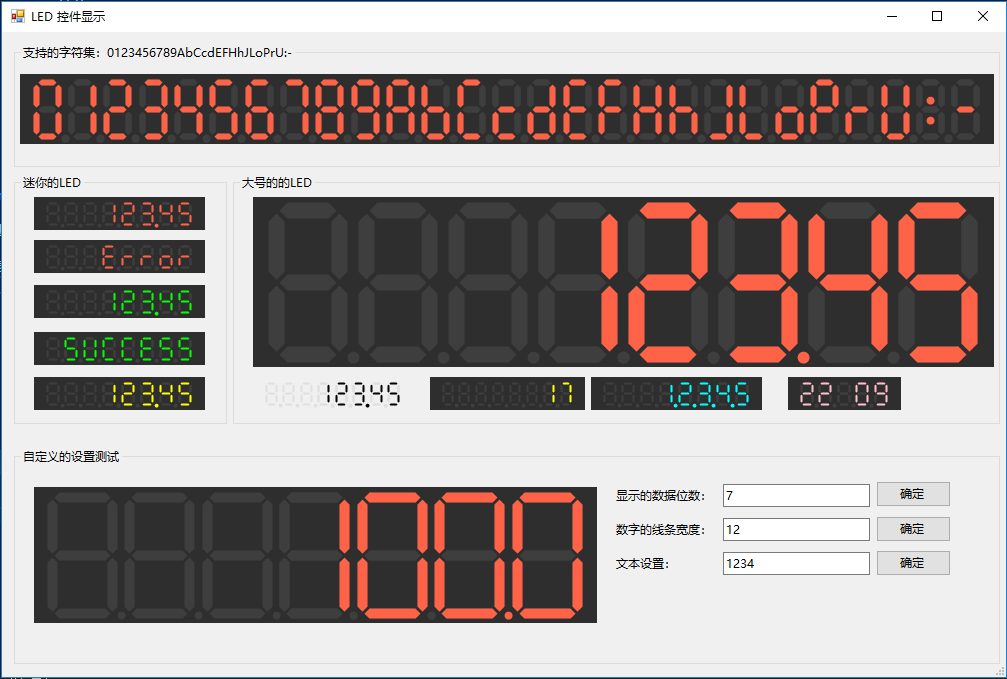 LED 控件显示
支持的字符集：0123456789AbCcdEFHhJLoPrU:-
0123456789AbCcdEFHhJLoPrU:-
迷你的LED
123.45
Error
123.45
SUCCESS
123.45
大号的的LED
123.45
123.45
17
1.2.3.4.5
22 09
自定义的设置测试
100.0
显示的数据位数： 7 确定
数字的线条宽度： 12 确定
文本设置： 1234 确定